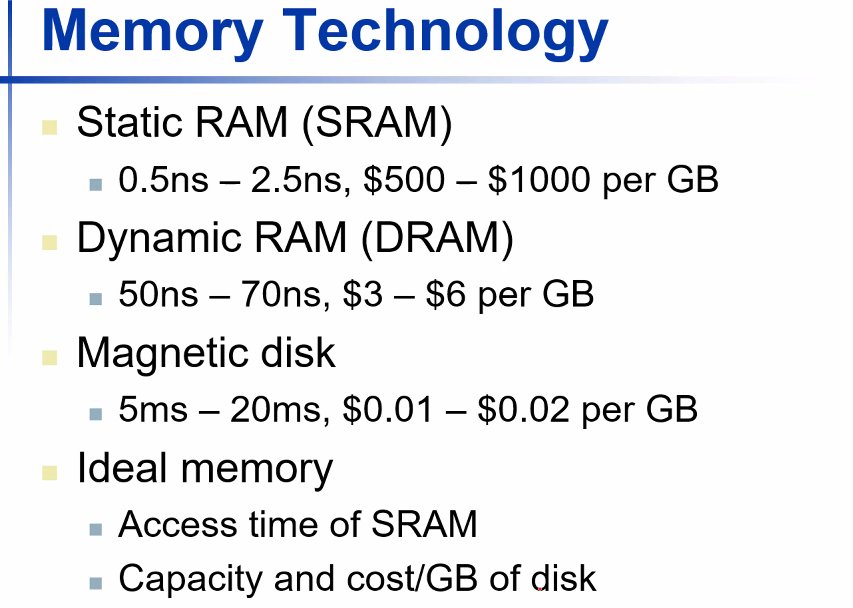 Memory Technology
Static RAM (SRAM)
0.5ns – 2.5ns, $500 – $1000 per GB
Dynamic RAM (DRAM)
50ns – 70ns, $3 – $6 per GB
Magnetic disk
5ms – 20ms, $0.01 – $0.02 per GB
Ideal memory
Access time of SRAM
Capacity and cost/GB of disk